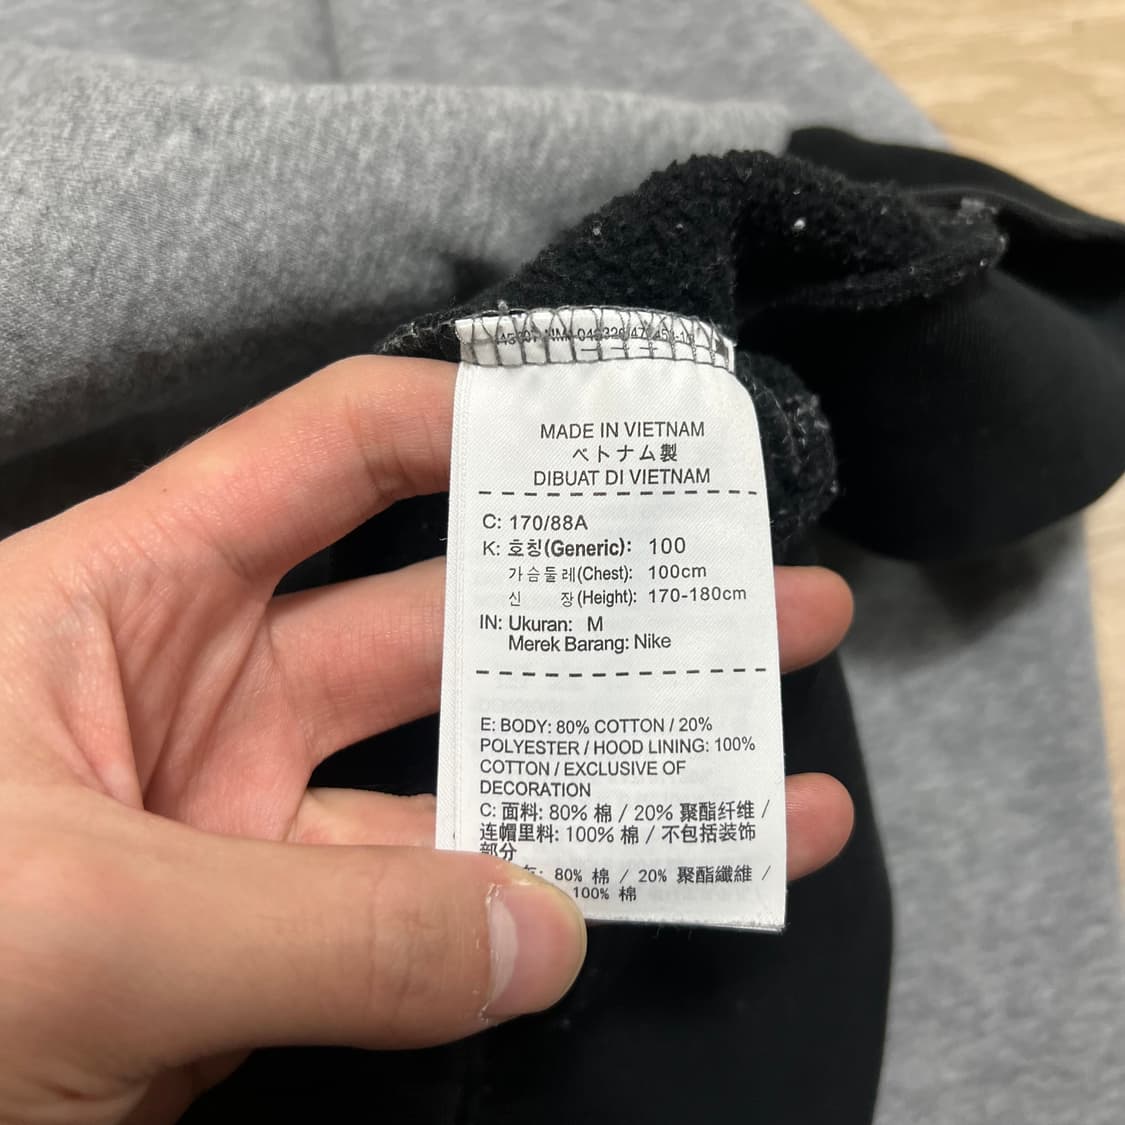 MADE IN VIETNAM
ベトナム製
DIBUAT DI VIETNAM
C: 170/88A
K: 호칭(Generic): 100
가슴둘레(Chest): 100cm
신 장(Height): 170-180cm
IN: Ukuran: M
Merek Barang: Nike
E: BODY: 80% COTTON / 20%
POLYESTER / HOOD LINING: 100%
COTTON / EXCLUSIVE OF
DECORATION
C: 面料: 80% 棉 / 20% 聚酯纤维 /
连帽里料: 100% 棉 / 不包括装饰
部分
: 80% 棉 / 20% 聚酯纖維 /
100% 棉